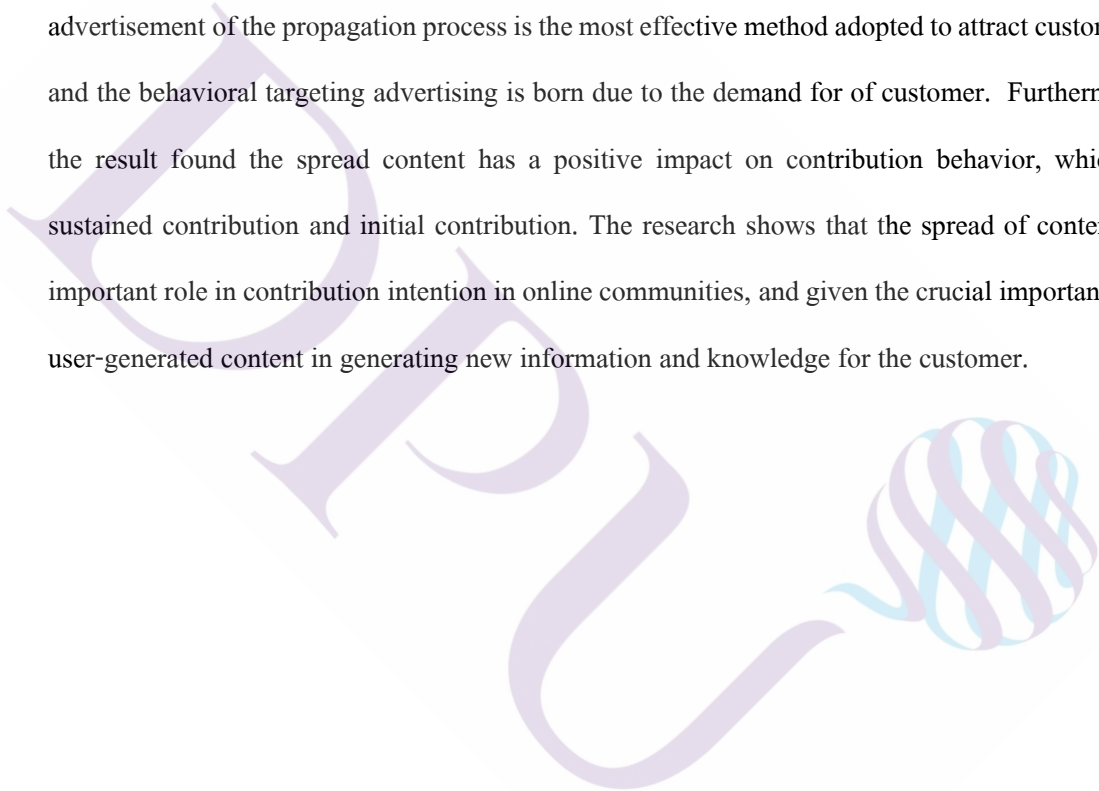 advertisement of the propagation process is the most effective method adopted to attract custom
and the behavioral targeting advertising is born due to the demand for of customer. Furtherm
the result found the spread content has a positive impact on contribution behavior, whic
sustained contribution and initial contribution. The research shows that the spread of conten
important role in contribution intention in online communities, and given the crucial importan
user-generated content in generating new information and knowledge for the customer.
DPU